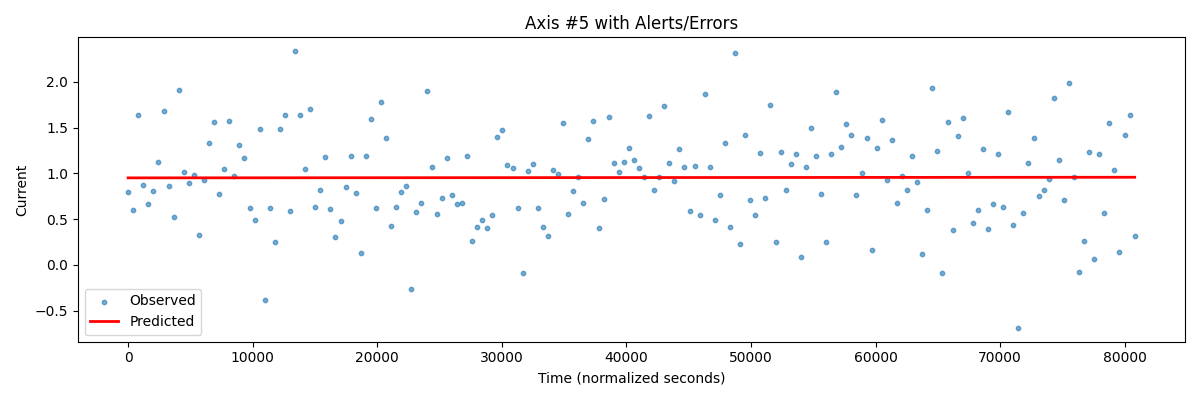 Axis #5 with Alerts/Errors
Current
2.0
1.5
1.0
0.5
0.0
−0.5
Observed
Predicted
0 10000 20000 30000 40000 50000 60000 70000 80000
Time (normalized seconds)